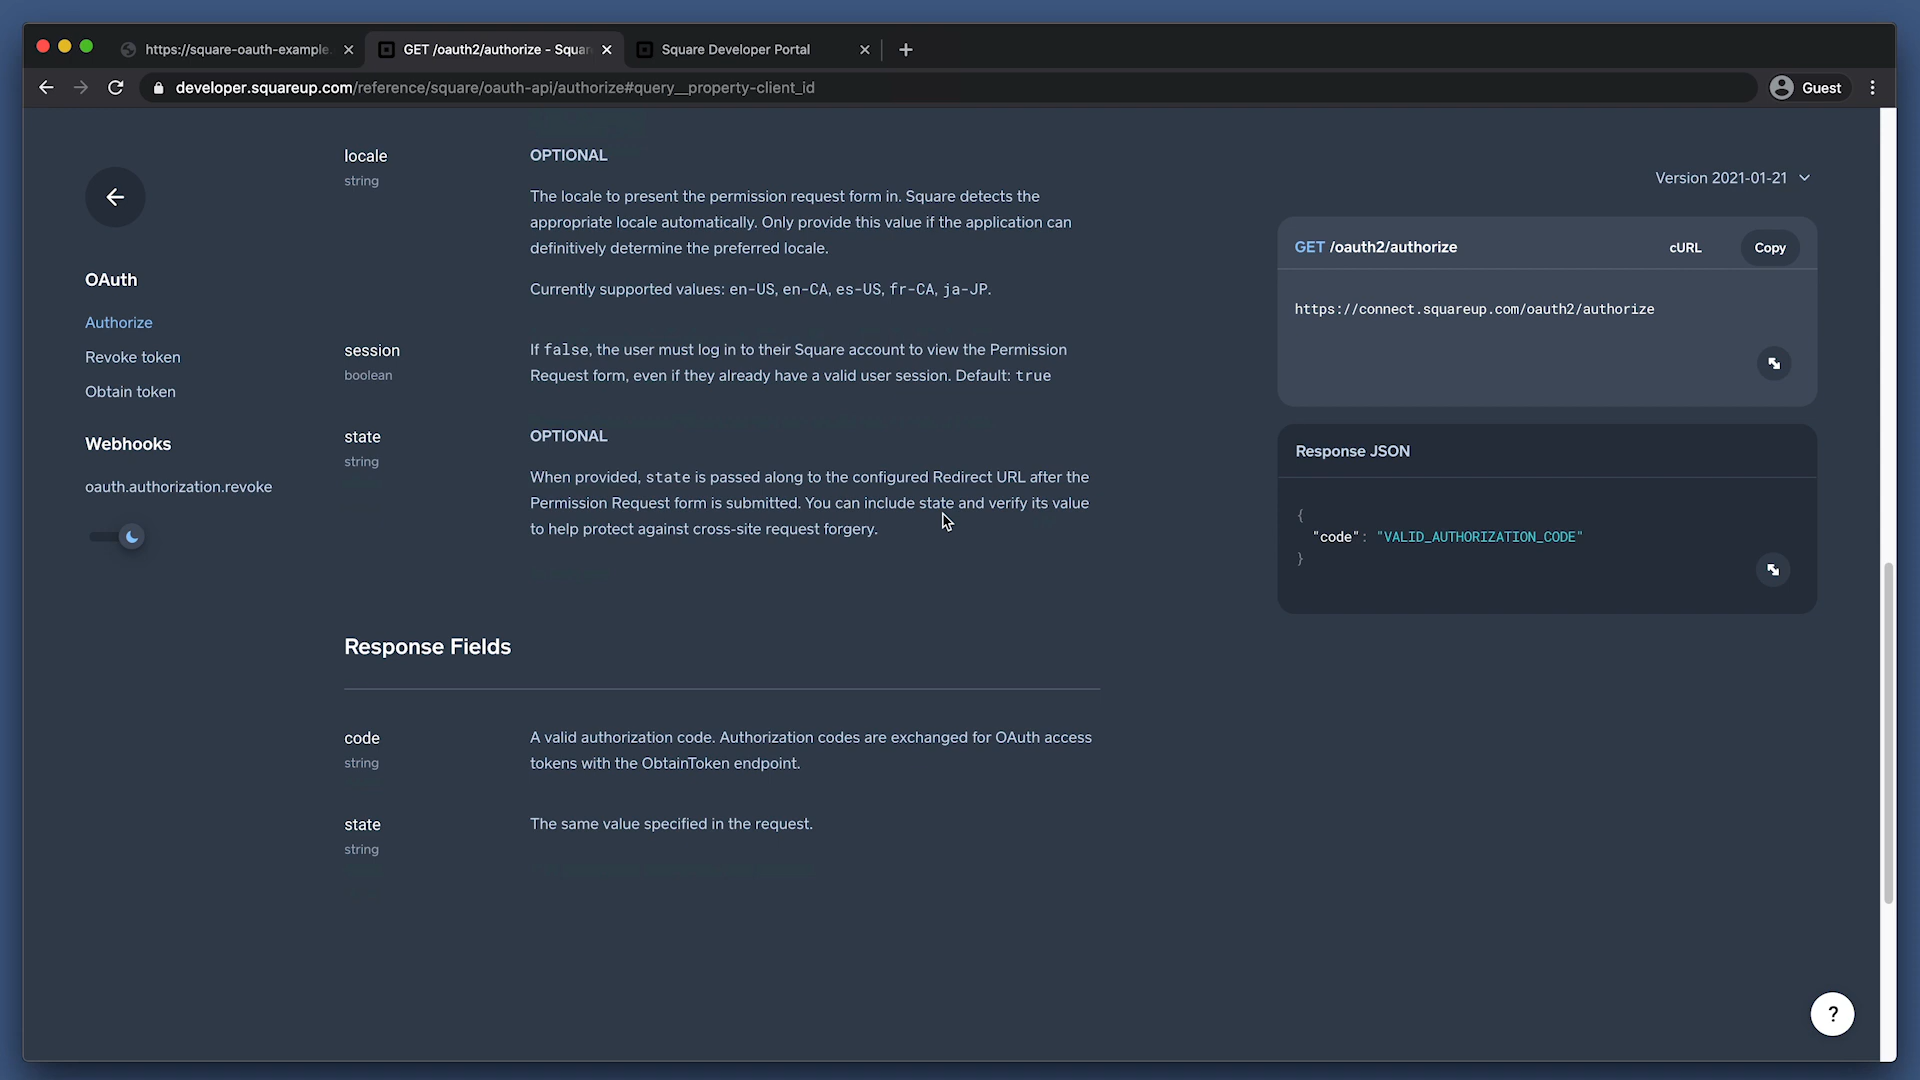 https://square-oauth-example.
GET /oauth2/authorize - Squar
Square Developer Portal
developer.squareup.com/reference/square/oauth-api/authorize#query__property-client_id
Guest
OAuth
Authorize
Revoke token
Obtain token
Webhooks
oauth.authorization.revoke
locale
string
OPTIONAL
The locale to present the permission request form in. Square detects the
appropriate locale automatically. Only provide this value if the application can
definitively determine the preferred locale.
Currently supported values: en-US, en-CA, es-US, fr-CA, ja-JP.
session
boolean
If false, the user must log in to their Square account to view the Permission
Request form, even if they already have a valid user session. Default: true
state
string
OPTIONAL
When provided, state is passed along to the configured Redirect URL after the
Permission Request form is submitted. You can include state and verify its value
to help protect against cross-site request forgery.
Response Fields
code
string
A valid authorization code. Authorization codes are exchanged for OAuth access
tokens with the ObtainToken endpoint.
state
string
The same value specified in the request.
Version 2021-01-21
GET /oauth2/authorize
cURL
Copy
https://connect.squareup.com/oauth2/authorize
Response JSON
{
"code": "VALID_AUTHORIZATION_CODE"
}
?